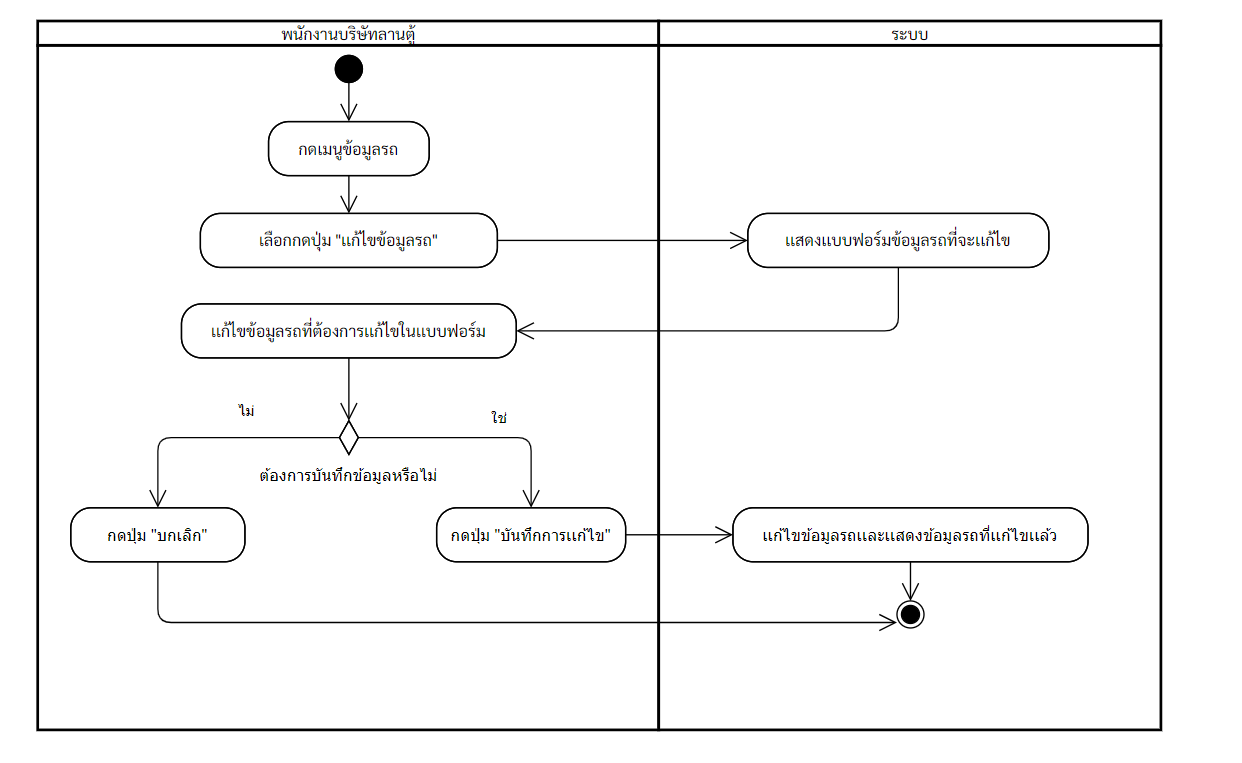 พนักงานบริษัทลานตู้
ระบบ
กดเมนูข้อมูลรถ
เลือกกดปุ่ม "แก้ไขข้อมูลรถ"
แสดงแบบฟอร์มข้อมูลรถที่จะแก้ไข
แก้ไขข้อมูลรถที่ต้องการแก้ไขในแบบฟอร์ม
ไม่
ใช่
ต้องการบันทึกข้อมูลหรือไม่
กดปุ่ม "ยกเลิก"
กดปุ่ม "บันทึกการแก้ไข"
แก้ไขข้อมูลรถและแสดงข้อมูลรถที่แก้ไขแล้ว